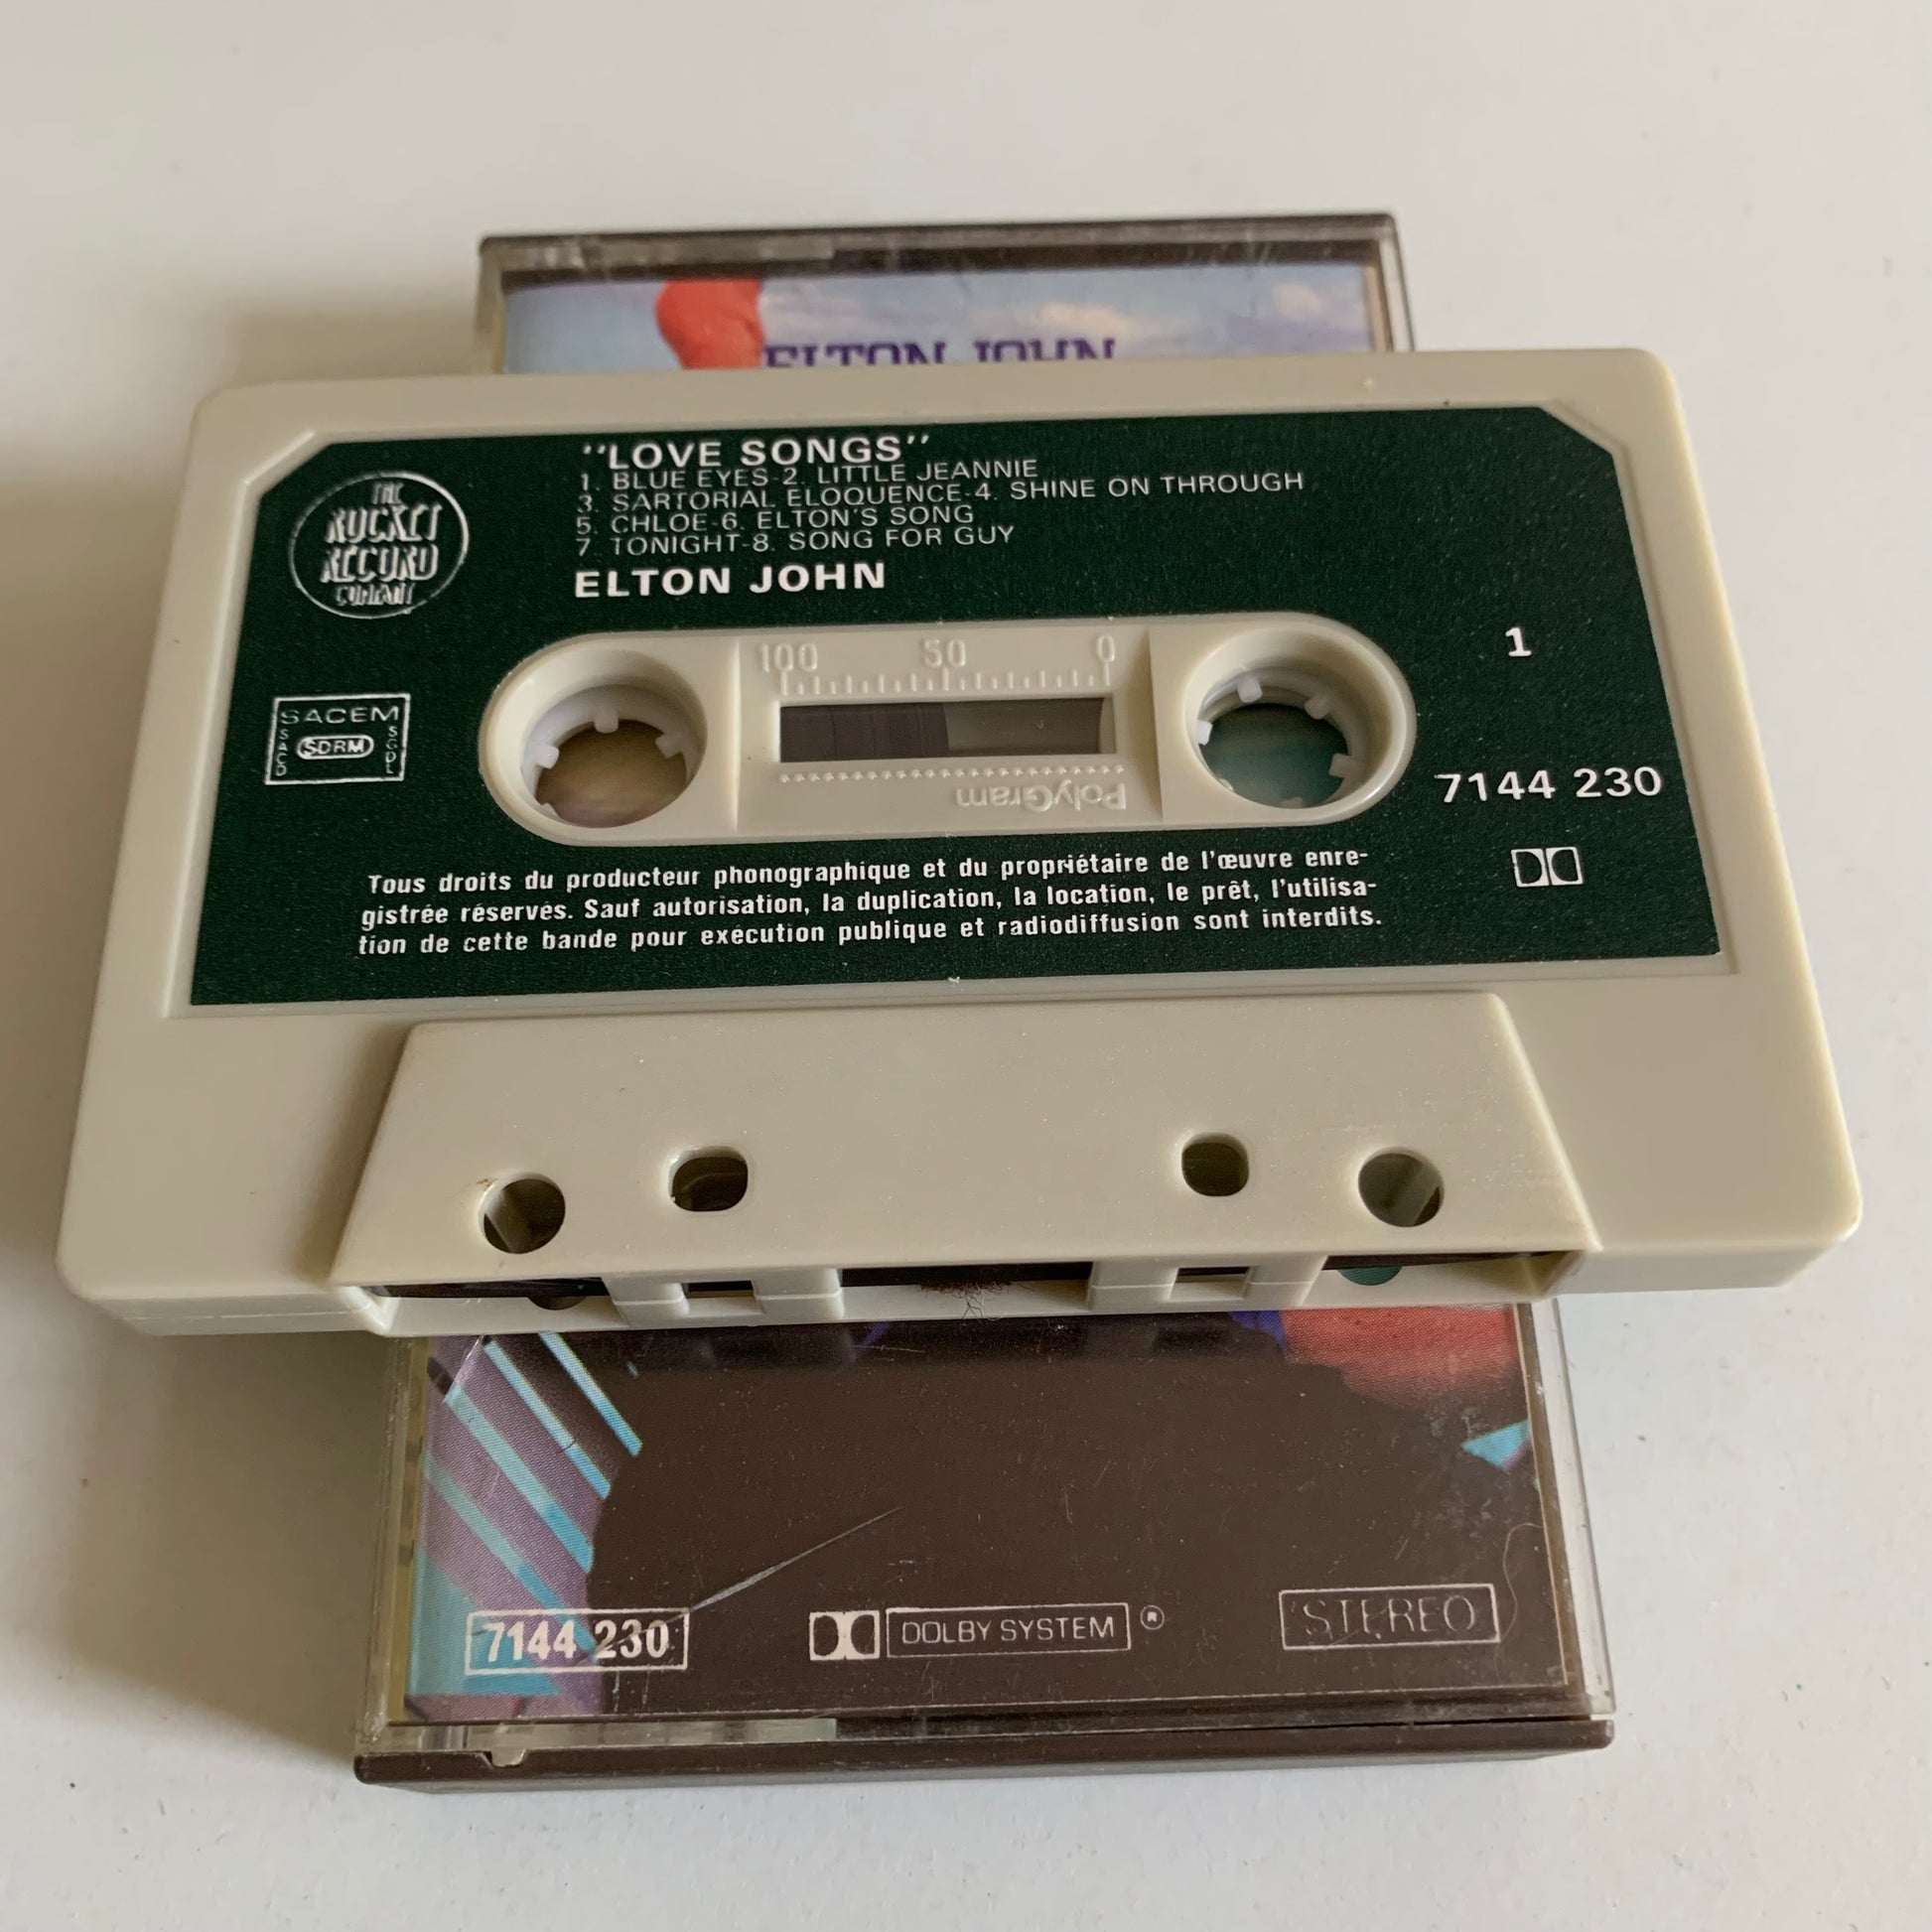 ELTON JOHN
"LOVE SONGS"
1. BLUE EYES-2. LITTLE JEANNIE
3. SARTORIAL ELOQUENCE-4. SHINE ON THROUGH
5. CHLOE-6. ELTON'S SONG
7. TONIGHT-8. SONG FOR GUY
ELTON JOHN
THE
ROCKET
RECORD
COMPANY
100 50 0
1
SACEM
SACD
SDRM
SGDL
PolyGram
7144 230
Tous droits du producteur phonographique et du propriétaire de l'œuvre enre-
gistrée réservés. Sauf autorisation, la duplication, la location, le prêt, l'utilisa-
tion de cette bande pour exécution publique et radiodiffusion sont interdits.
7144 230
DOLBY SYSTEM ®
STEREO